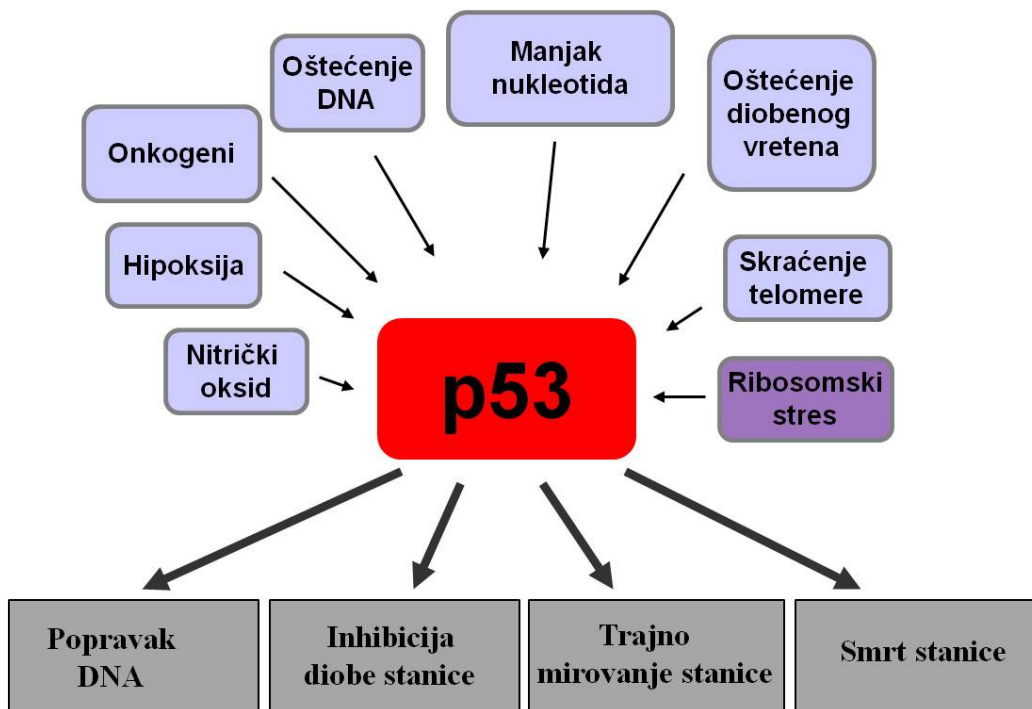 Oštećenje
DNA
Manjak
nukleotida
Oštećenje
diobenog
vretena
Onkogeni
Hipoksija
Skraćenje
telomere
Nitrički
oksid
p53
Ribosomski
stres
Popravak
DNA
Inhibicija
diobe stanice
Trajno
mirovanje stanice
Smrt stanice